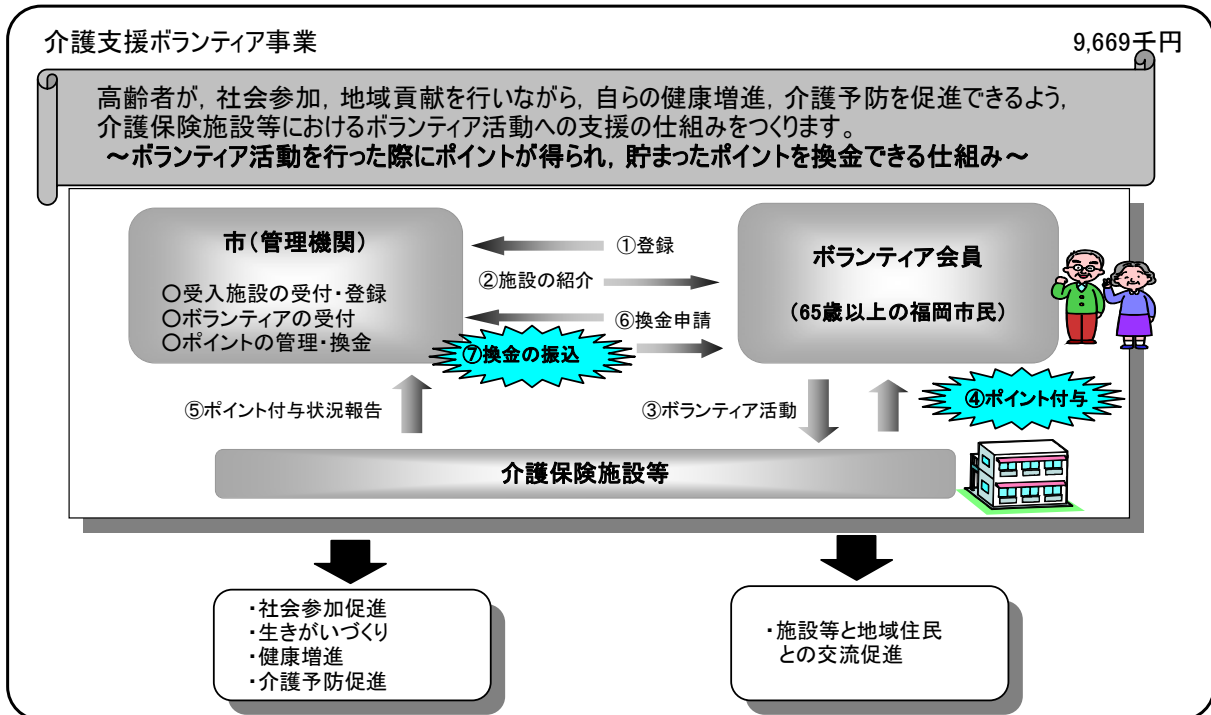 介護支援ボランティア事業
9,669千円
高齢者が，社会参加，地域貢献を行いながら，自らの健康増進，介護予防を促進できるよう，
介護保険施設等におけるボランティア活動への支援の仕組みをつくります。
～ボランティア活動を行った際にポイントが得られ，貯まったポイントを換金できる仕組み～
市（管理機関）
○受入施設の受付・登録
○ボランティアの受付
○ポイントの管理・換金
①登録
②施設の紹介
⑥換金申請
⑦換金の振込
ボランティア会員
（65歳以上の福岡市民）
⑤ポイント付与状況報告
③ボランティア活動
④ポイント付与
介護保険施設等
・社会参加促進
・生きがいづくり
・健康増進
・介護予防促進
・施設等と地域住民
との交流促進